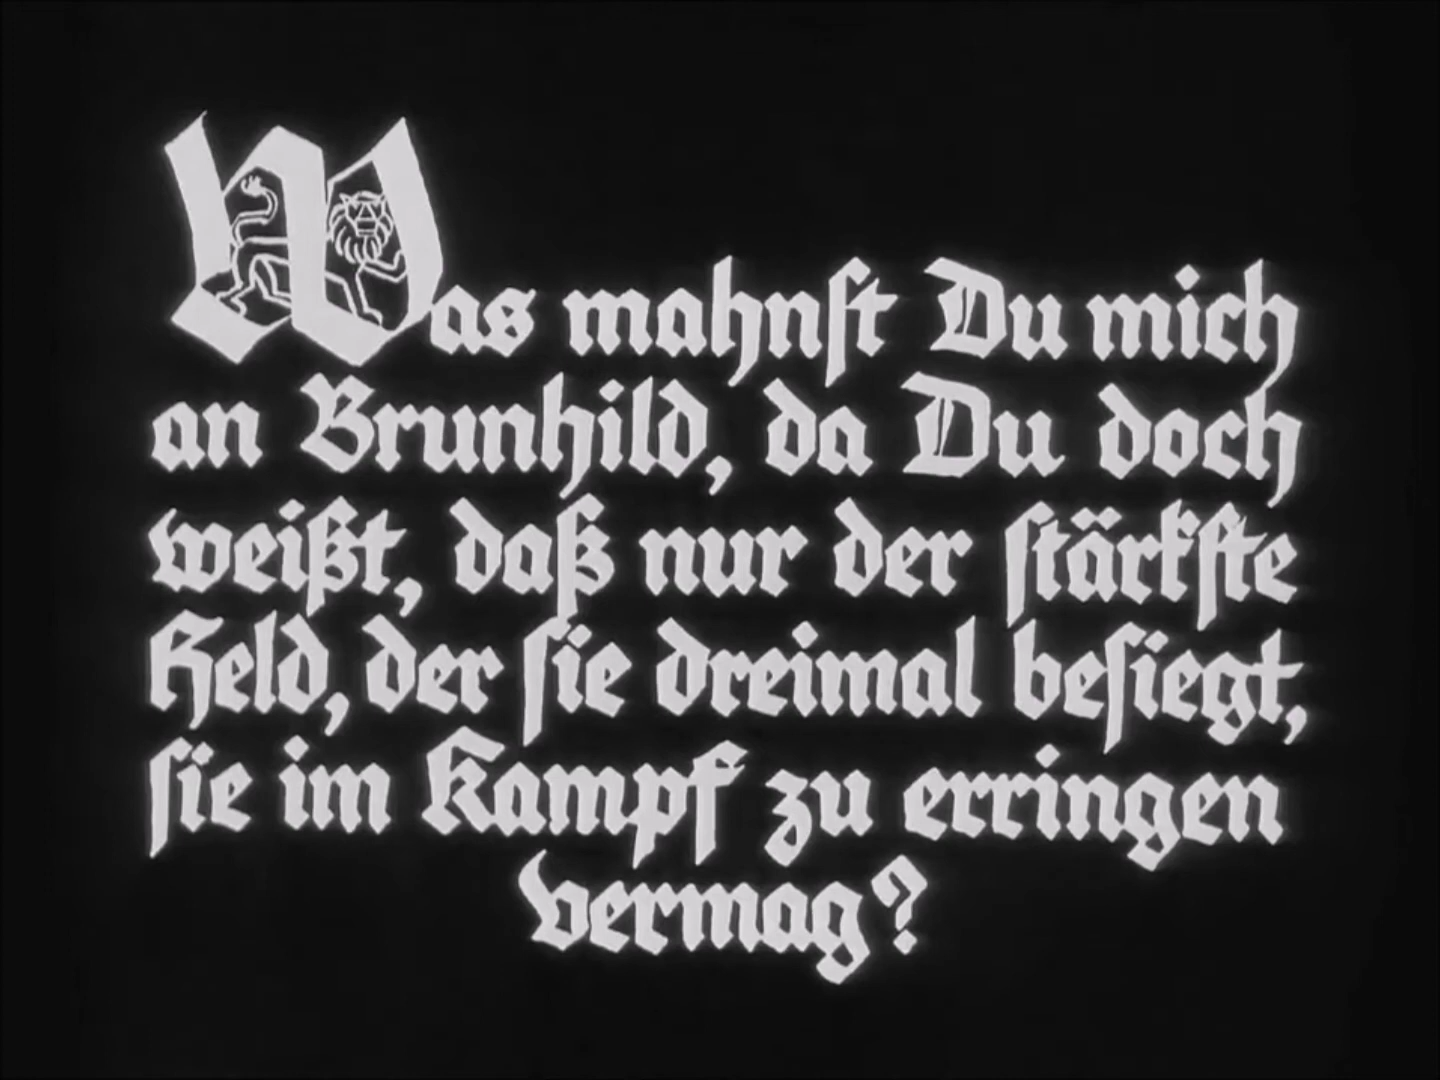 Was mahnſt Du mich
an Brunhild, da Du doch
weißt, daß nur der ſtärkſte
Held, der ſie dreimal beſiegt,
ſie im Kampf zu erringen
vermag?